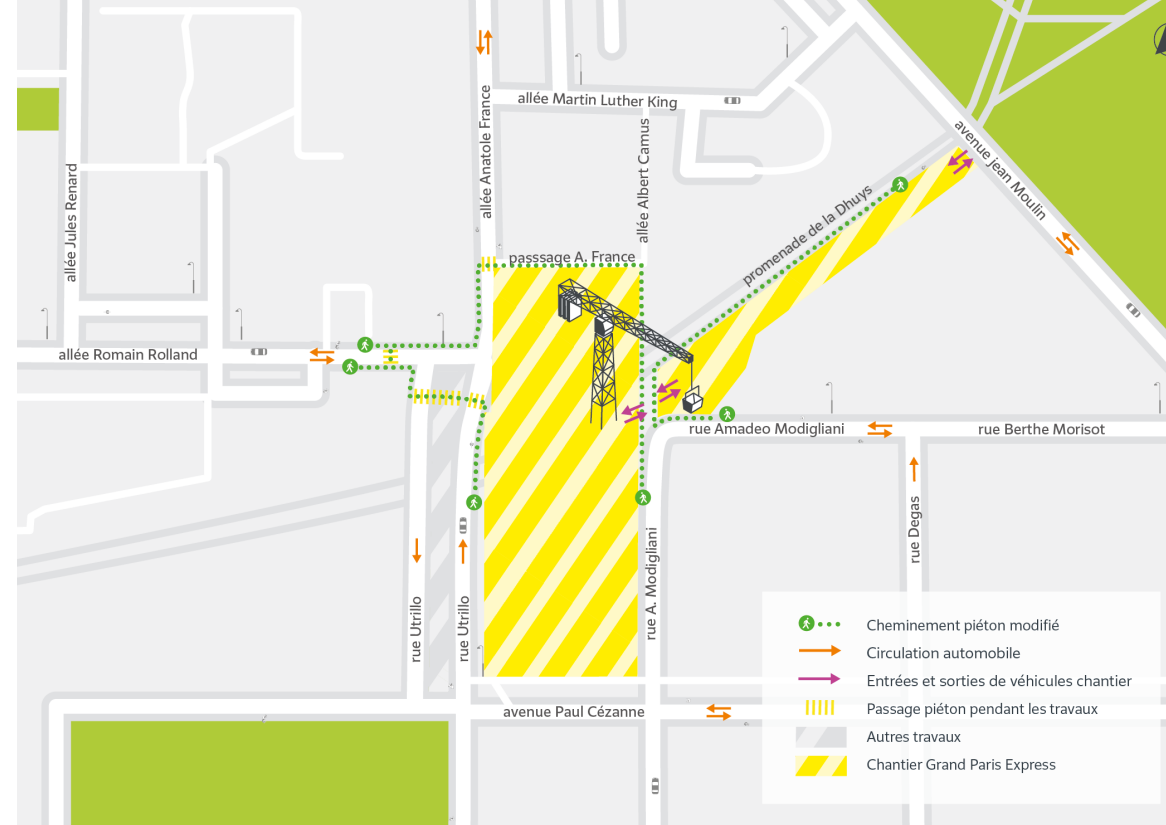 allée Martin Luther King
allée Anatole France
allée Albert Camus
avenue jean Moulin
allée Jules Renard
promenade de la Dhuys
passsage A. France
allée Romain Rolland
rue Amadeo Modigliani
rue Berthe Morisot
rue Degas
rue A. Modigliani
rue Utrillo
rue Utrillo
avenue Paul Cézanne
Cheminement piéton modifié
Circulation automobile
Entrées et sorties de véhicules chantier
Passage piéton pendant les travaux
Autres travaux
Chantier Grand Paris Express